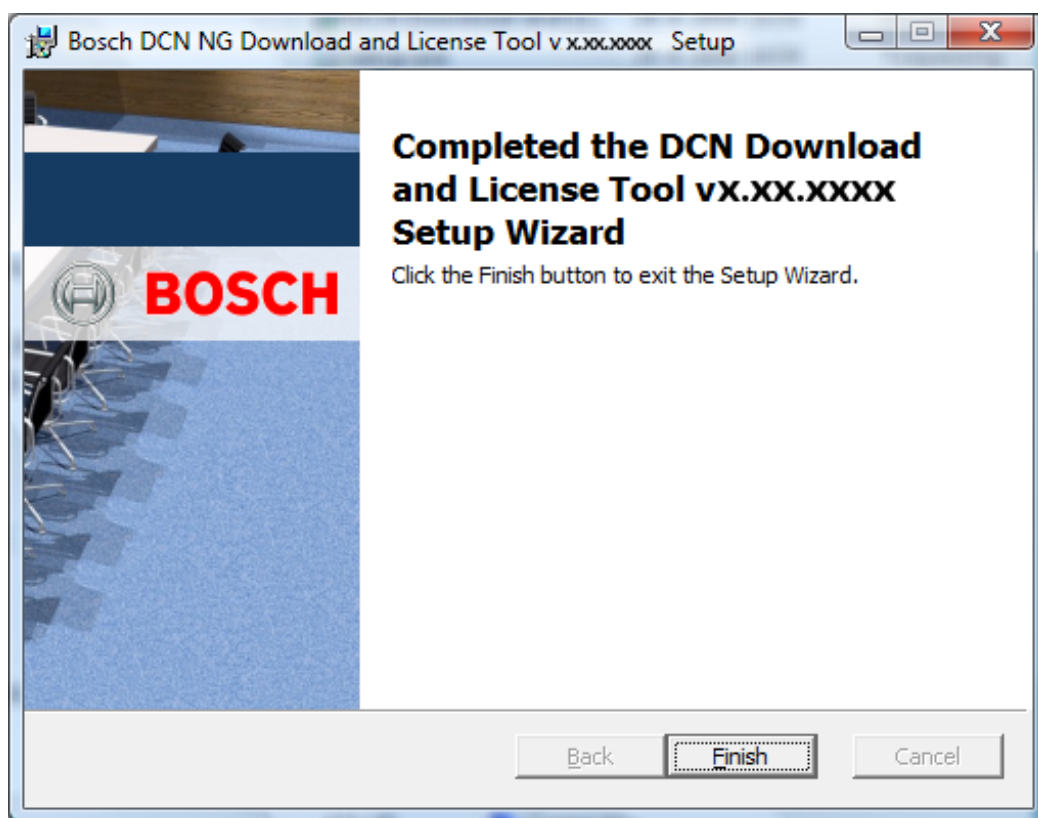 Bosch DCN NG Download and License Tool v x.xx.xxxx Setup
Completed the DCN Download
and License Tool vX.XX.XXXX
Setup Wizard
Click the Finish button to exit the Setup Wizard.
BOSCH
Back
Finish
Cancel